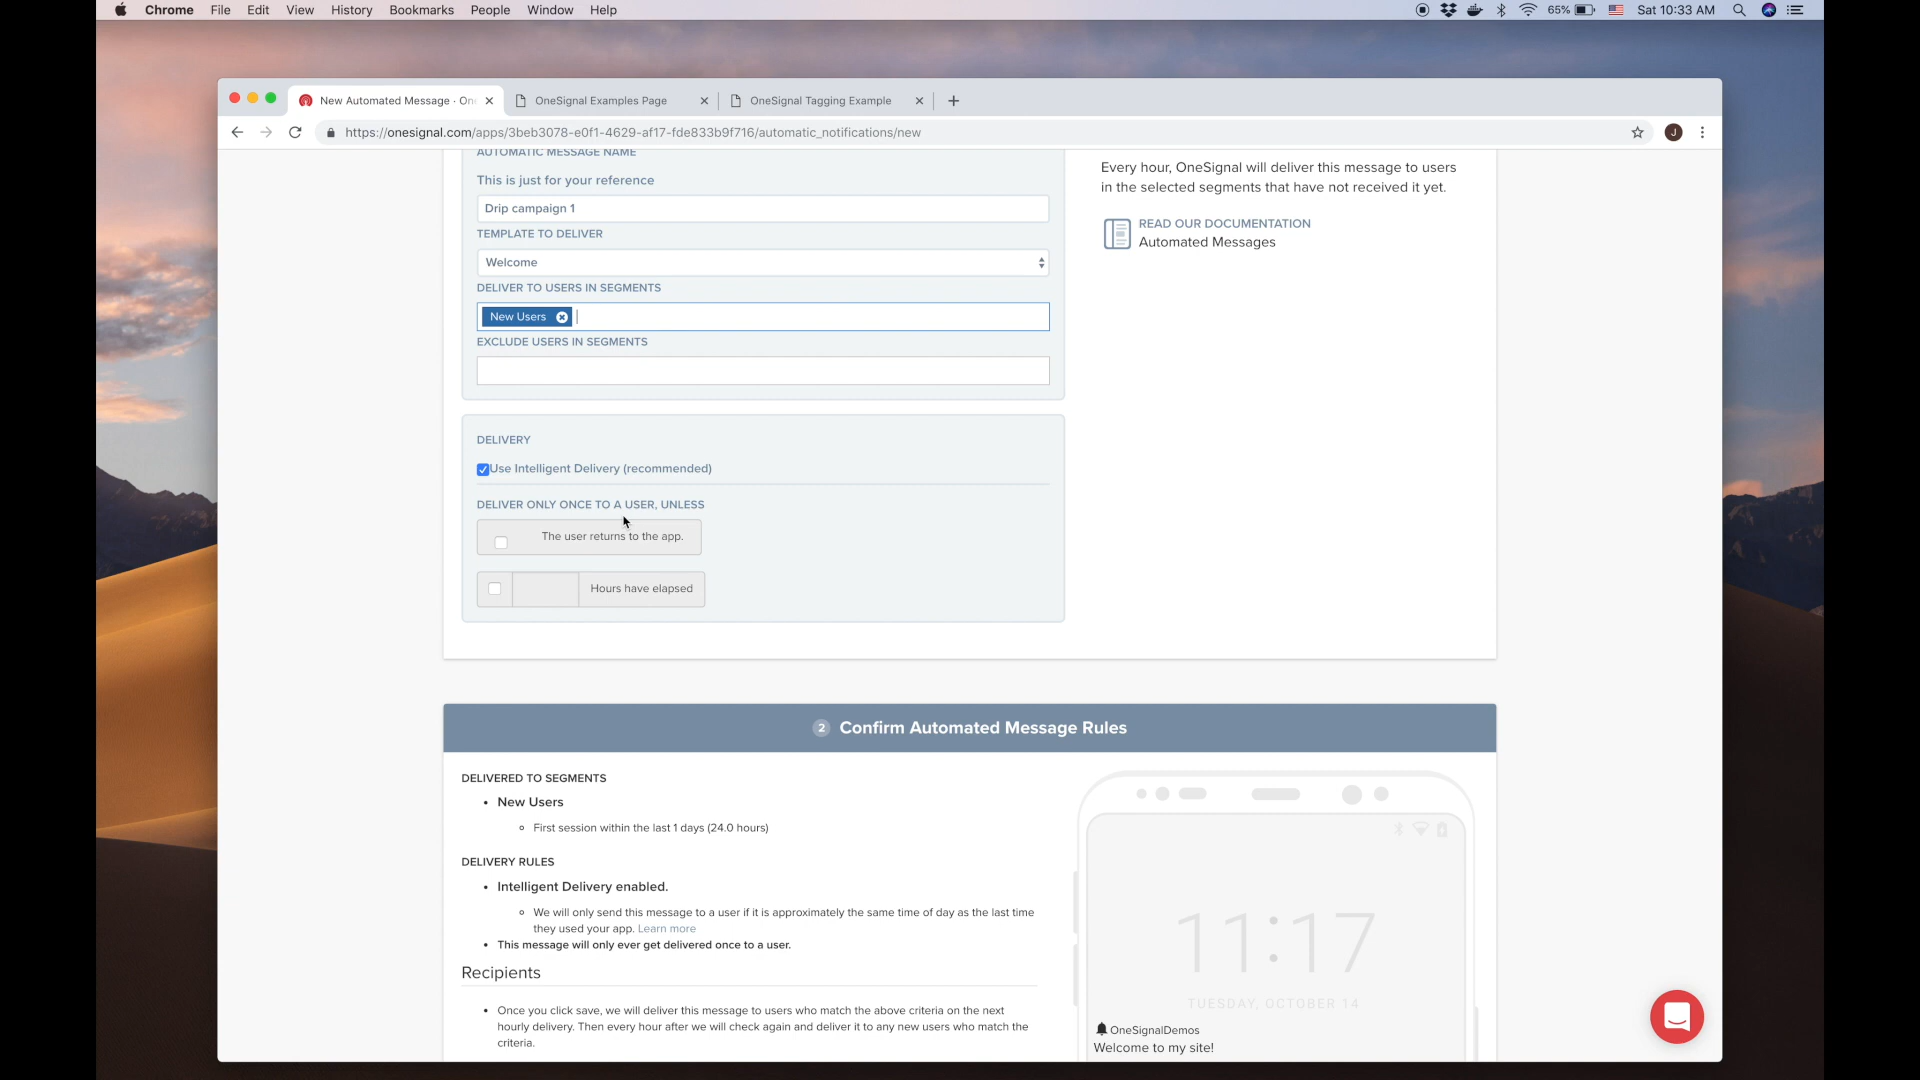 Chrome File Edit View History Bookmarks People Window Help 65% Sat 10:33 AM
New Automated Message · On OneSignal Examples Page OneSignal Tagging Example
https://onesignal.com/apps/3beb3078-e0f1-4629-af17-fde833b9f716/automatic_notifications/new J
AUTOMATIC MESSAGE NAME
This is just for your reference
Drip campaign 1
TEMPLATE TO DELIVER
Welcome
DELIVER TO USERS IN SEGMENTS
New Users
EXCLUDE USERS IN SEGMENTS
DELIVERY
Use Intelligent Delivery (recommended)
DELIVER ONLY ONCE TO A USER, UNLESS
The user returns to the app.
Hours have elapsed
Every hour, OneSignal will deliver this message to users
in the selected segments that have not received it yet.
READ OUR DOCUMENTATION
Automated Messages
2 Confirm Automated Message Rules
DELIVERED TO SEGMENTS
• New Users
First session within the last 1 days (24.0 hours)
DELIVERY RULES
• Intelligent Delivery enabled.
We will only send this message to a user if it is approximately the same time of day as the last time
they used your app. Learn more
• This message will only ever get delivered once to a user.
Recipients
• Once you click save, we will deliver this message to users who match the above criteria on the next
hourly delivery. Then every hour after we will check again and deliver it to any new users who match the
criteria.
11:17
TUESDAY, OCTOBER 14
OneSignalDemos
Welcome to my site!